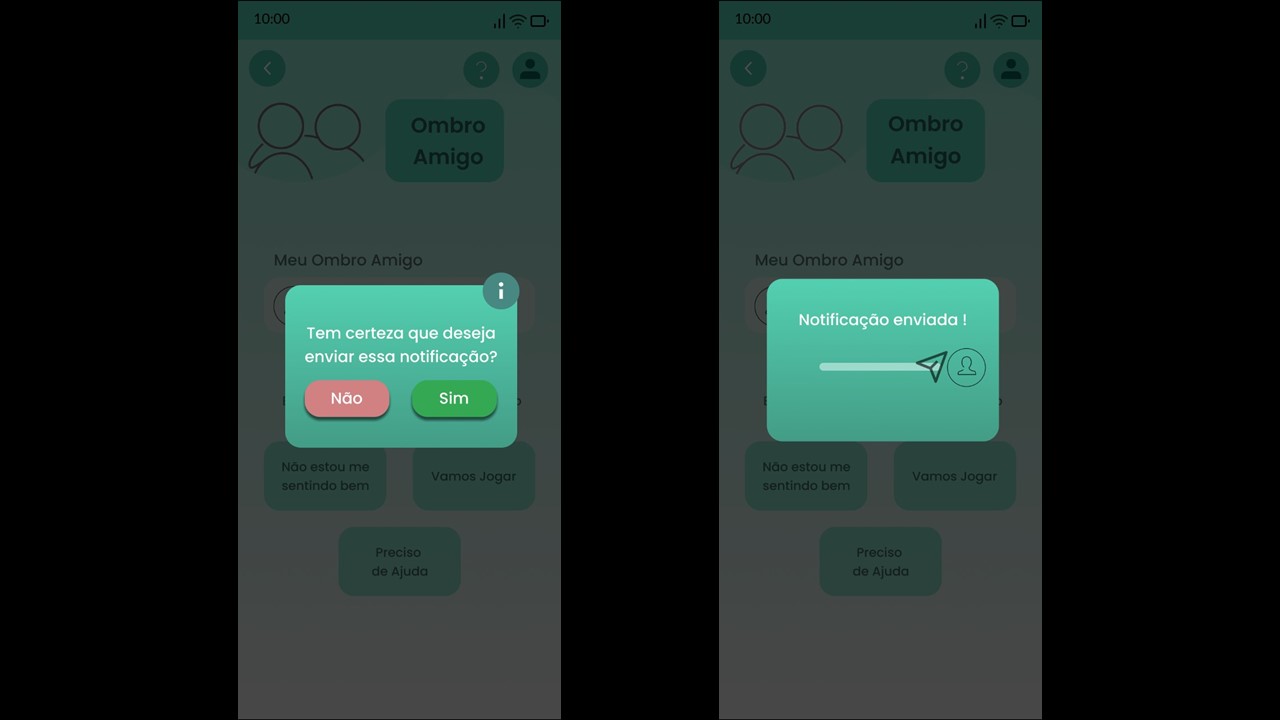 10:00
?
Ombro
Amigo
Meu Ombro Amigo
i
Tem certeza que deseja
enviar essa notificação?
Não
Sim
Não estou me
sentindo bem
Vamos Jogar
Preciso
de Ajuda
10:00
?
Ombro
Amigo
Meu Ombro Amigo
Notificação enviada !
Não estou me
sentindo bem
Vamos Jogar
Preciso
de Ajuda